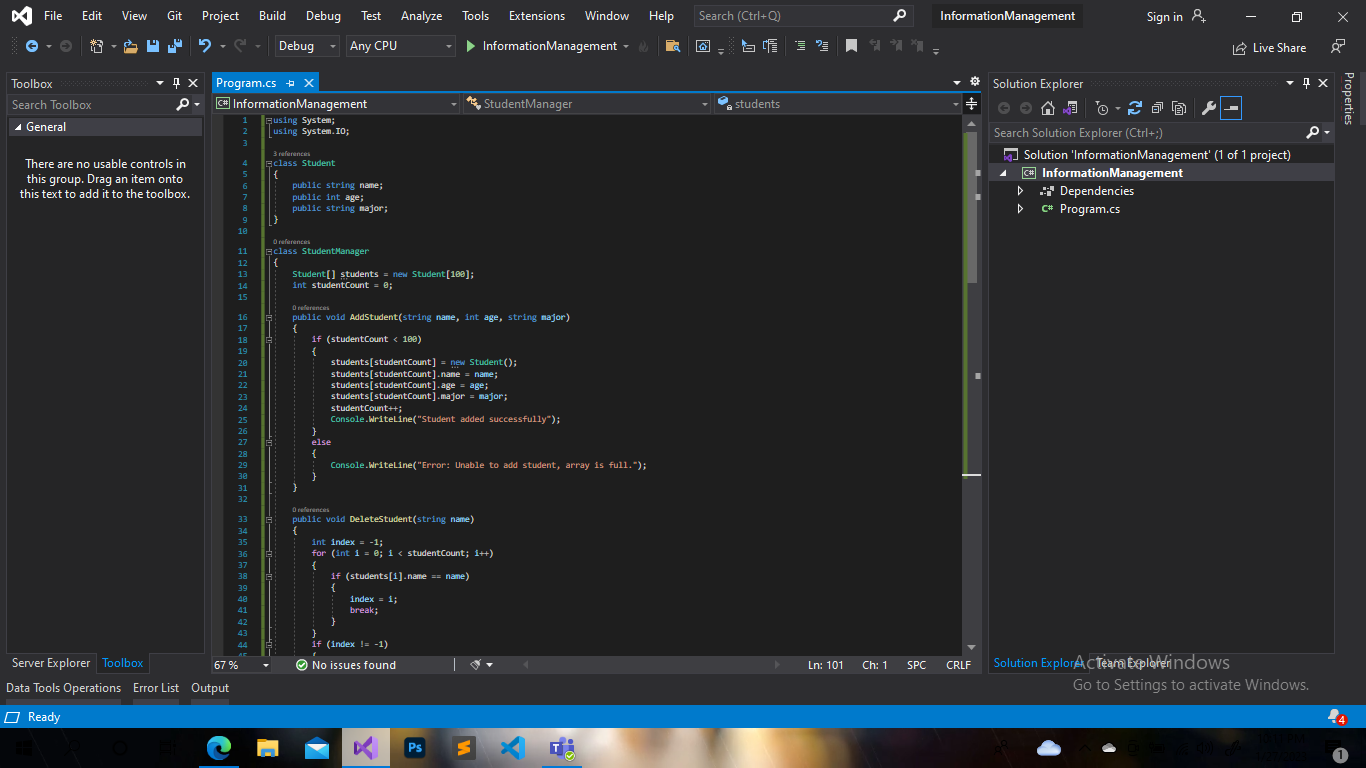 File Edit View Git Project Build Debug Test Analyze Tools Extensions Window Help Search (Ctrl+Q) InformationManagement Sign in
Debug Any CPU InformationManagement Live Share
Toolbox
Search Toolbox
General
There are no usable controls in
this group. Drag an item onto
this text to add it to the toolbox.
Server Explorer Toolbox
Program.cs
C# InformationManagement StudentManager students
1 using System;
2 using System.IO;
3
3 references
4 class Student
5 {
6 public string name;
7 public int age;
8 public string major;
9 }
10
0 references
11 class StudentManager
12 {
13 Student[] students = new Student[100];
14 int studentCount = 0;
15
0 references
16 public void AddStudent(string name, int age, string major)
17 {
18 if (studentCount < 100)
19 {
20 students[studentCount] = new Student();
21 students[studentCount].name = name;
22 students[studentCount].age = age;
23 students[studentCount].major = major;
24 studentCount++;
25 Console.WriteLine("Student added successfully");
26 }
27 else
28 {
29 Console.WriteLine("Error: Unable to add student, array is full.");
30 }
31 }
32
0 references
33 public void DeleteStudent(string name)
34 {
35 int index = -1;
36 for (int i = 0; i < studentCount; i++)
37 {
38 if (students[i].name == name)
39 {
40 index = i;
41 break;
42 }
43 }
44 if (index != -1)
67 % No issues found Ln: 101 Ch: 1 SPC CRLF
Solution Explorer
Search Solution Explorer (Ctrl+;)
Solution 'InformationManagement' (1 of 1 project)
C# InformationManagement
Dependencies
C# Program.cs
Solution Explorer Team Explorer
Properties
Activate Windows
Go to Settings to activate Windows.
Data Tools Operations Error List Output
Ready 4
Ps 1